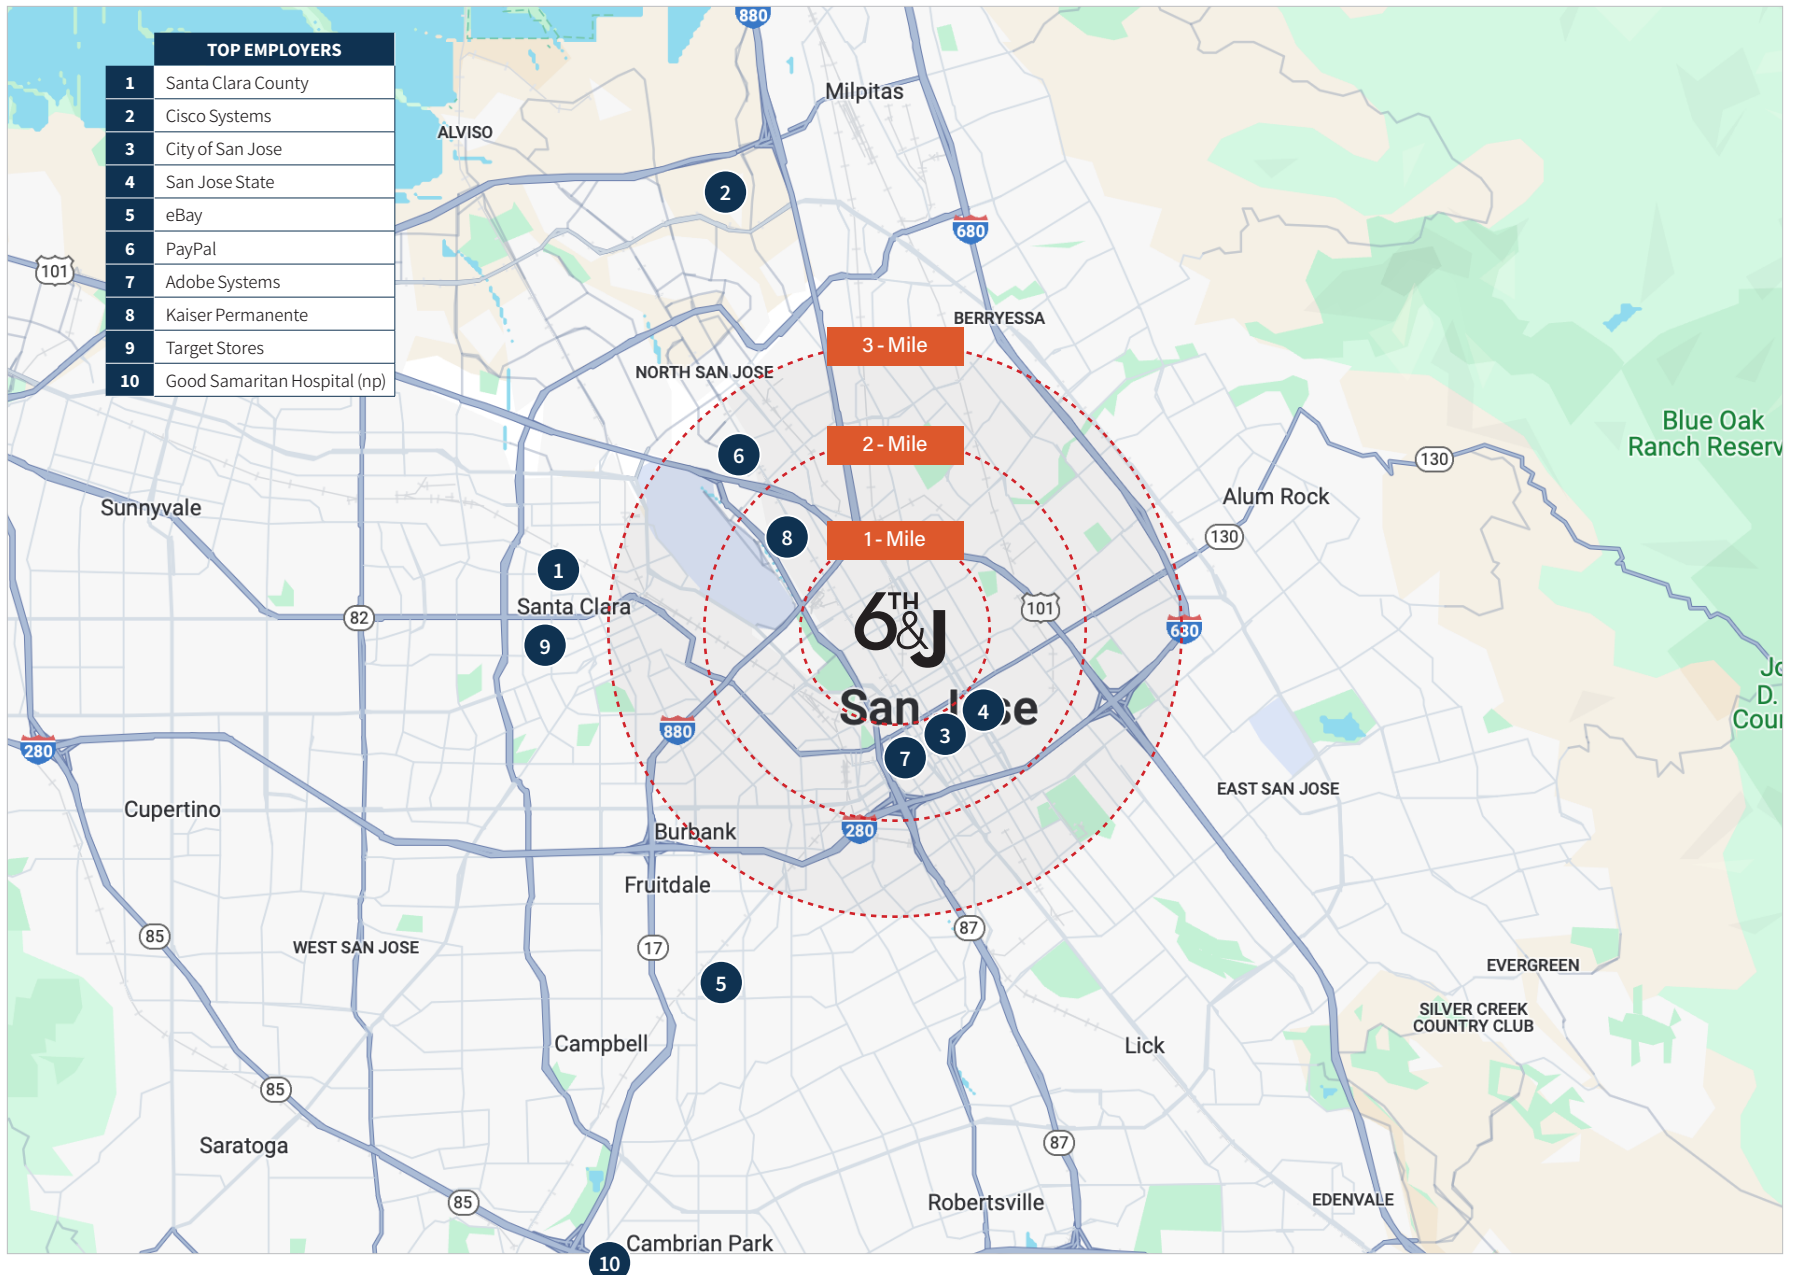 TOP EMPLOYERS
1 Santa Clara County
2 Cisco Systems
3 City of San Jose
4 San Jose State
5 eBay
6 PayPal
7 Adobe Systems
8 Kaiser Permanente
9 Target Stores
10 Good Samaritan Hospital (np)
880
Milpitas
ALVISO
2
680
101
BERRYESSA
3 - Mile
NORTH SAN JOSE
Blue Oak
Ranch Reserv
2 - Mile
6
130
Alum Rock
Sunnyvale
8
1 - Mile
130
1
Santa Clara
82
101
6TH&J
630
9
San J se
4
880
3
7
280
Jo
D.
Cour
EAST SAN JOSE
Cupertino
Burbank
280
Fruitdale
85
WEST SAN JOSE
17
87
EVERGREEN
5
SILVER CREEK
COUNTRY CLUB
Campbell
Lick
85
Saratoga
87
85
Robertsville
EDENVALE
Cambrian Park
10